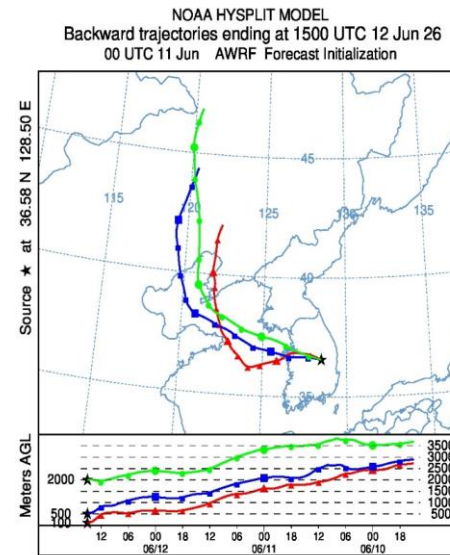 NOAA HYSPLIT MODEL
Backward trajectories ending at 1500 UTC 12 Jun 26
00 UTC 11 Jun AWRF Forecast Initialization
Source ★ at 36.58 N 128.50 E
115
120
125
130
135
45
40
35
Meters AGL
2000
500
100
3500
3000
2500
2000
1500
1000
500
12 06 00 18 12 06 00 18 12 06 00 18
06/12 06/11 06/10